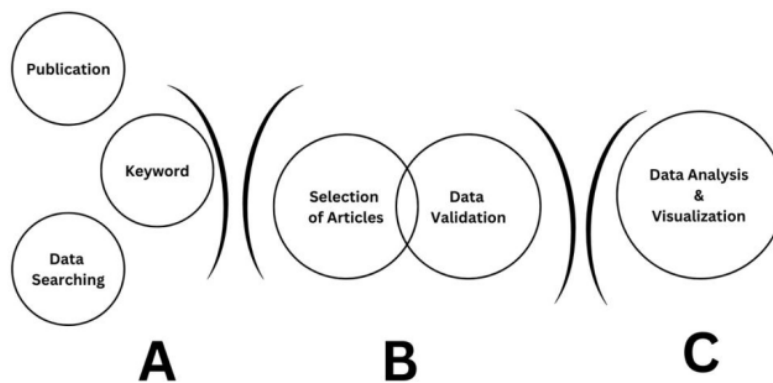 Publication
Keyword
Data
Searching
Selection
of Articles
Data
Validation
Data Analysis
&
Visualization
A
B
C